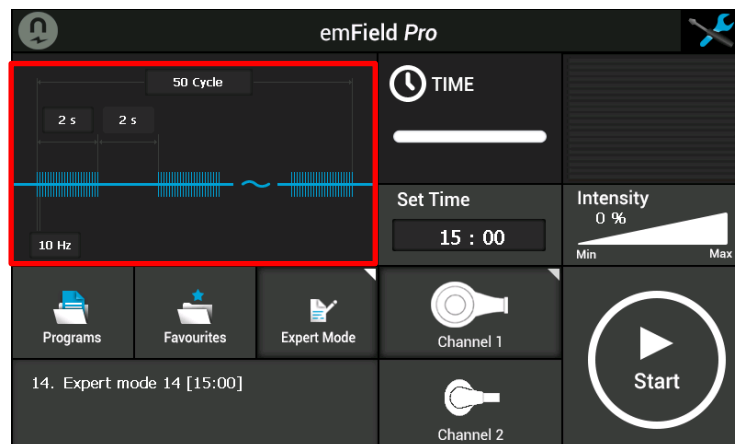 emField Pro
50 Cycle
2 s
2 s
10 Hz
TIME
Set Time
15 : 00
Intensity
0 %
Min
Max
Programs
Favourites
Expert Mode
Channel 1
14. Expert mode 14 [15:00]
Channel 2
Start